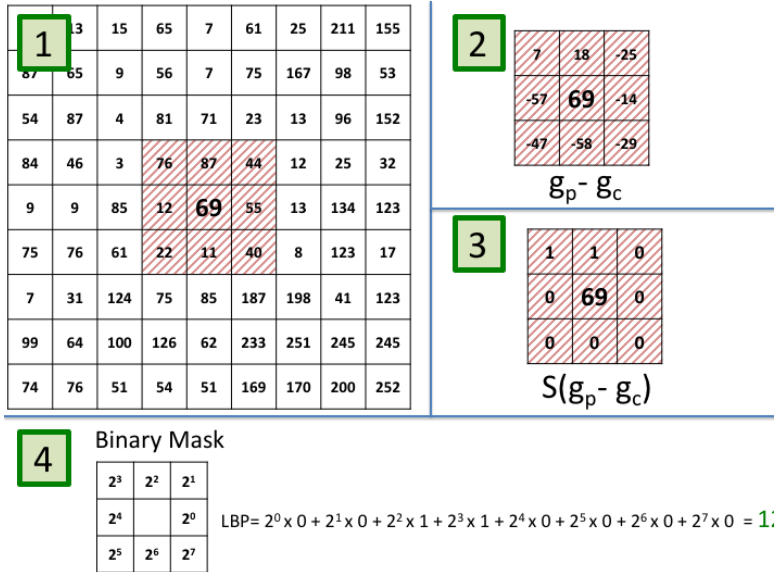 1
13 15 65 7 61 25 211 155
87 65 9 56 7 75 167 98 53
54 87 4 81 71 23 13 96 152
84 46 3 76 87 44 12 25 32
9 9 85 12 69 55 13 134 123
75 76 61 22 11 40 8 123 17
7 31 124 75 85 187 198 41 123
99 64 100 126 62 233 251 245 245
74 76 51 54 51 169 170 200 252
2
7 18 -25
-57 69 -14
-47 -58 -29
gₚ- g_c
3
1 1 0
0 69 0
0 0 0
S(gₚ- g_c)
4
Binary Mask
2³ 2² 2¹
2⁴ 2⁰
2⁵ 2⁶ 2⁷
LBP= 2⁰ x 0 + 2¹ x 0 + 2² x 1 + 2³ x 1 + 2⁴ x 0 + 2⁵ x 0 + 2⁶ x 0 + 2⁷ x 0 = 12